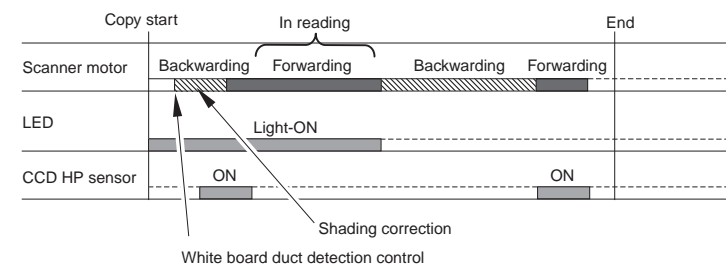 Copy start
In reading
End
Scanner motor
Backwarding
Forwarding
Backwarding
Forwarding
LED
Light-ON
CCD HP sensor
ON
ON
Shading correction
White board duct detection control